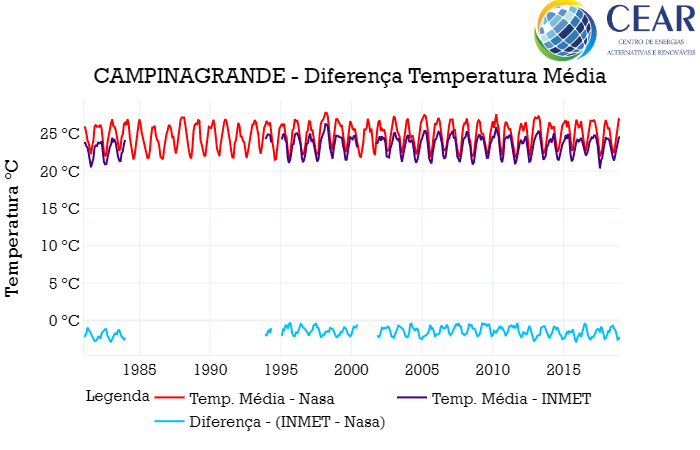 CEAR
CENTRO DE ENERGIAS
ALTERNATIVAS E RENOVÁVEIS
CAMPINAGRANDE - Diferença Temperatura Média
Temperatura °C
25 °C
20 °C
15 °C
10 °C
5 °C
0 °C
1985 1990 1995 2000 2005 2010 2015
Legenda Temp. Média - Nasa Temp. Média - INMET
Diferença - (INMET - Nasa)